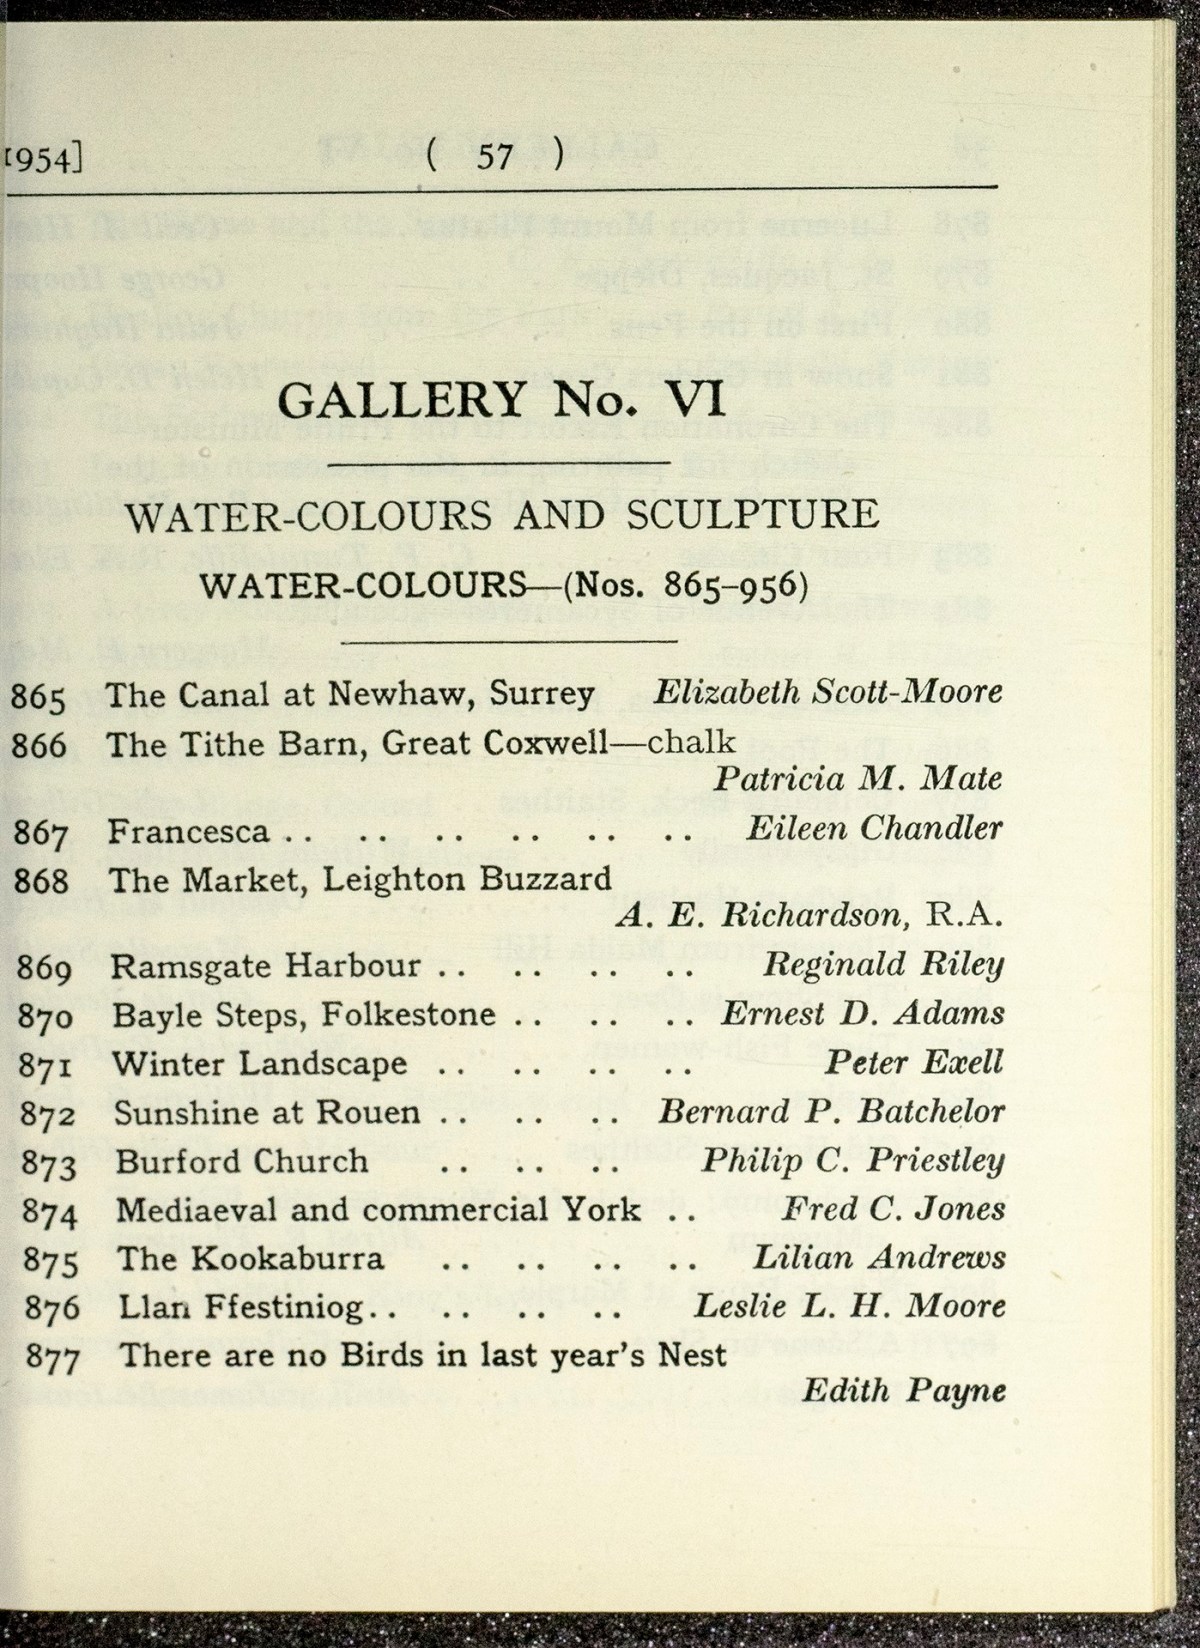 1954] ( 57 )
GALLERY No. VI
WATER-COLOURS AND SCULPTURE
WATER-COLOURS—(Nos. 865–956)
865 The Canal at Newhaw, Surrey Elizabeth Scott-Moore
866 The Tithe Barn, Great Coxwell—chalk
Patricia M. Mate
867 Francesca .. .. .. .. .. .. Eileen Chandler
868 The Market, Leighton Buzzard
A. E. Richardson, R.A.
869 Ramsgate Harbour .. .. .. .. Reginald Riley
870 Bayle Steps, Folkestone .. .. .. Ernest D. Adams
871 Winter Landscape .. .. .. .. Peter Exell
872 Sunshine at Rouen .. .. .. Bernard P. Batchelor
873 Burford Church .. .. .. Philip C. Priestley
874 Mediaeval and commercial York .. Fred C. Jones
875 The Kookaburra .. .. .. .. Lilian Andrews
876 Llan Ffestiniog .. .. .. .. Leslie L. H. Moore
877 There are no Birds in last year's Nest
Edith Payne